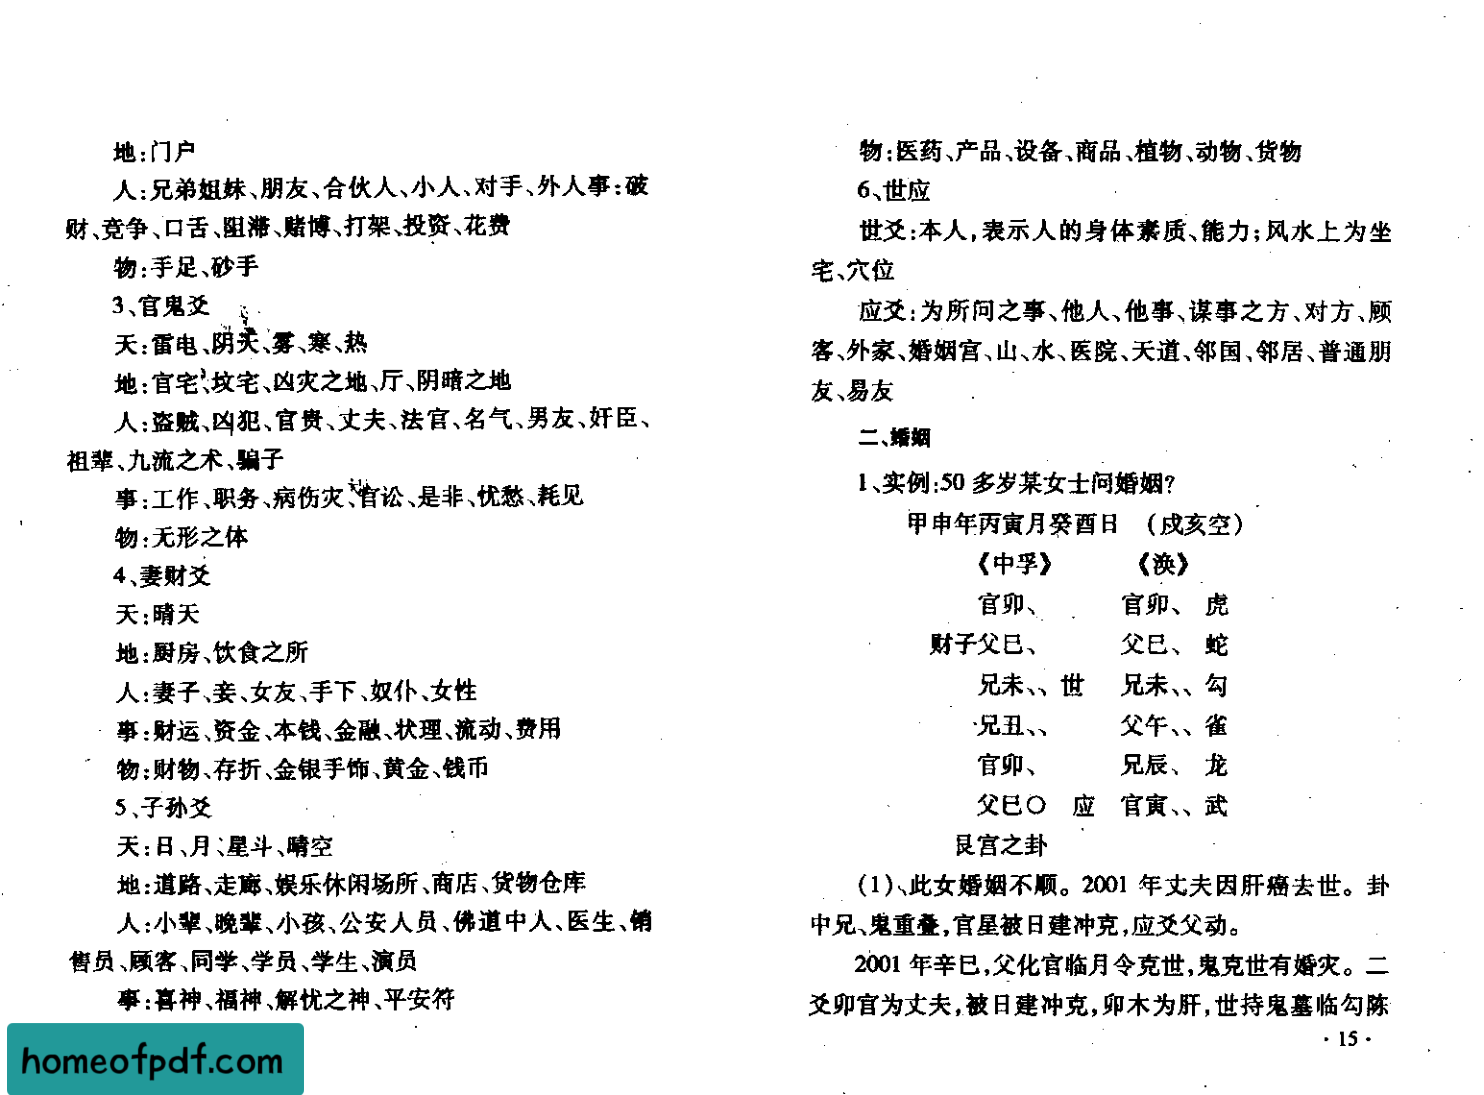 地:门户
人:兄弟姐妹、朋友、合伙人、小人、对手、外人事:破
财、竞争、口舌、阻滞、赌博、打架、投资、花费
物:手足、砂手
3、官鬼爻
天:雷电、阴天、雾、寒、热
地:官宅、坟宅、凶灾之地、厅、阴暗之地
人:盗贼、凶犯、官贵、丈夫、法官、名气、男友、奸臣、
祖辈、九流之术、骗子
事:工作、职务、病伤灾、官讼、是非、忧愁、耗见
物:无形之体
4、妻财爻
天:晴天
地:厨房、饮食之所
人:妻子、妾、女友、手下、奴仆、女性
事:财运、资金、本钱、金融、状理、流动、费用
物:财物、存折、金银手饰、黄金、钱币
5、子孙爻
天:日、月、星斗、晴空
地:道路、走廊、娱乐休闲场所、商店、货物仓库
人:小辈、晚辈、小孩、公安人员、佛道中人、医生、销
售员、顾客、同学、学员、学生、演员
事:喜神、福神、解忧之神、平安符
物:医药、产品、设备、商品、植物、动物、货物
6、世应
世爻:本人,表示人的身体素质、能力;风水上为坐
宅、穴位
应爻:为所问之事、他人、他事、谋事之方、对方、顾
客、外家、婚姻宫、山、水、医院、天道、邻国、邻居、普通朋
友、易友
二、婚姻
1、实例:50 多岁某女士问婚姻?
甲申年丙寅月癸酉日 (戍亥空)
《中孚》 《涣》
官卯、 官卯、 虎
财子父巳、 父巳、 蛇
兄未、、 世 兄未、、 勾
兄丑、、 父午、、 雀
官卯、 兄辰、 龙
父巳〇 应 官寅、、 武
艮宫之卦
(1)、此女婚姻不顺。2001 年丈夫因肝癌去世。卦
中兄、鬼重叠,官星被日建冲克,应爻父动。
2001 年辛巳,父化官临月令克世,鬼克世有婚灾。二
爻卯官为丈夫,被日建冲克,卯木为肝,世持鬼墓临勾陈
· 15 ·
homeofpdf.com